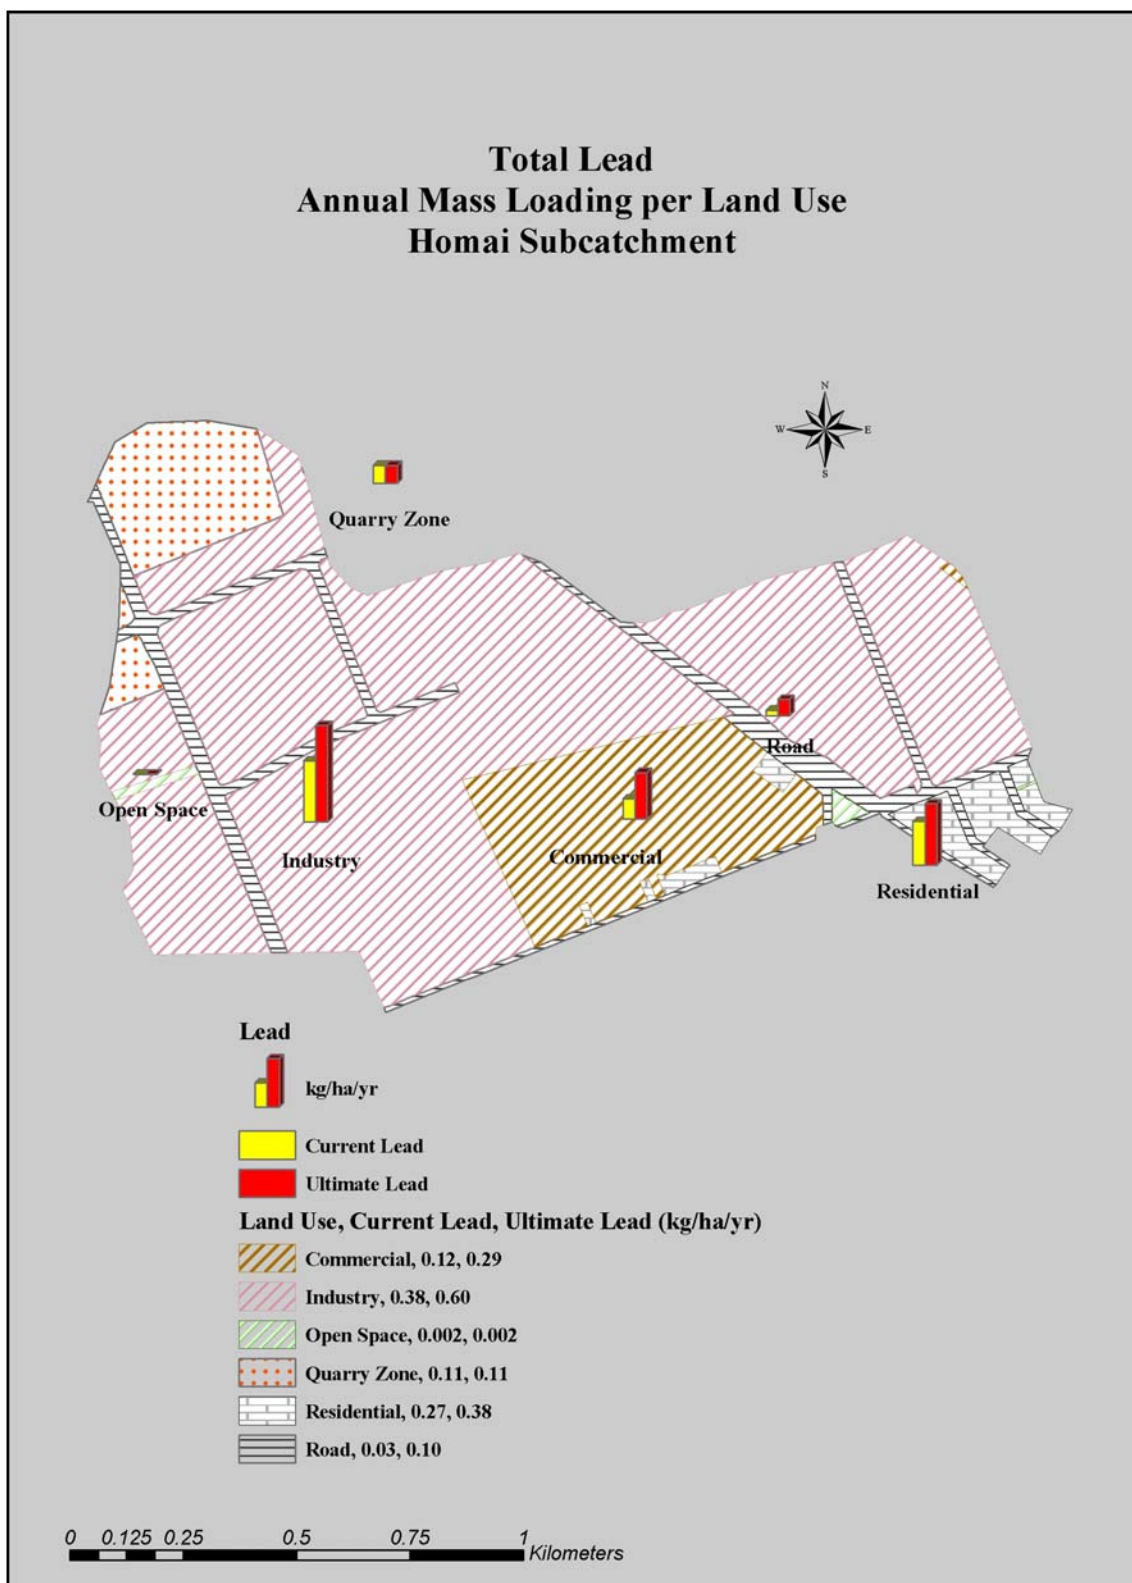 Total Lead
Annual Mass Loading per Land Use
Homai Subcatchment
N
W
E
S
Quarry Zone
Road
Open Space
Industry
Commercial
Residential
Lead
kg/ha/yr
Current Lead
Ultimate Lead
Land Use, Current Lead, Ultimate Lead (kg/ha/yr)
Commercial, 0.12, 0.29
Industry, 0.38, 0.60
Open Space, 0.002, 0.002
Quarry Zone, 0.11, 0.11
Residential, 0.27, 0.38
Road, 0.03, 0.10
0 0.125 0.25 0.5 0.75 1
Kilometers